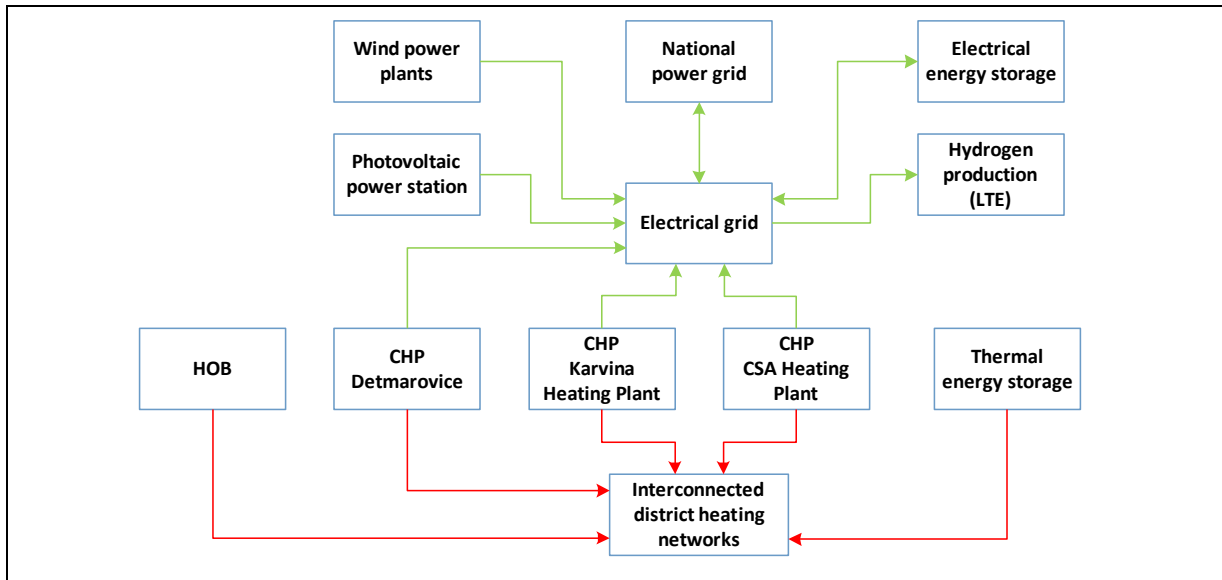 Wind power
plants
National
power grid
Electrical
energy storage
Photovoltaic
power station
Hydrogen
production
(LTE)
Electrical grid
HOB
CHP
Detmarovice
CHP
Karvina
Heating Plant
CHP
CSA Heating
Plant
Thermal
energy storage
Interconnected
district heating
networks